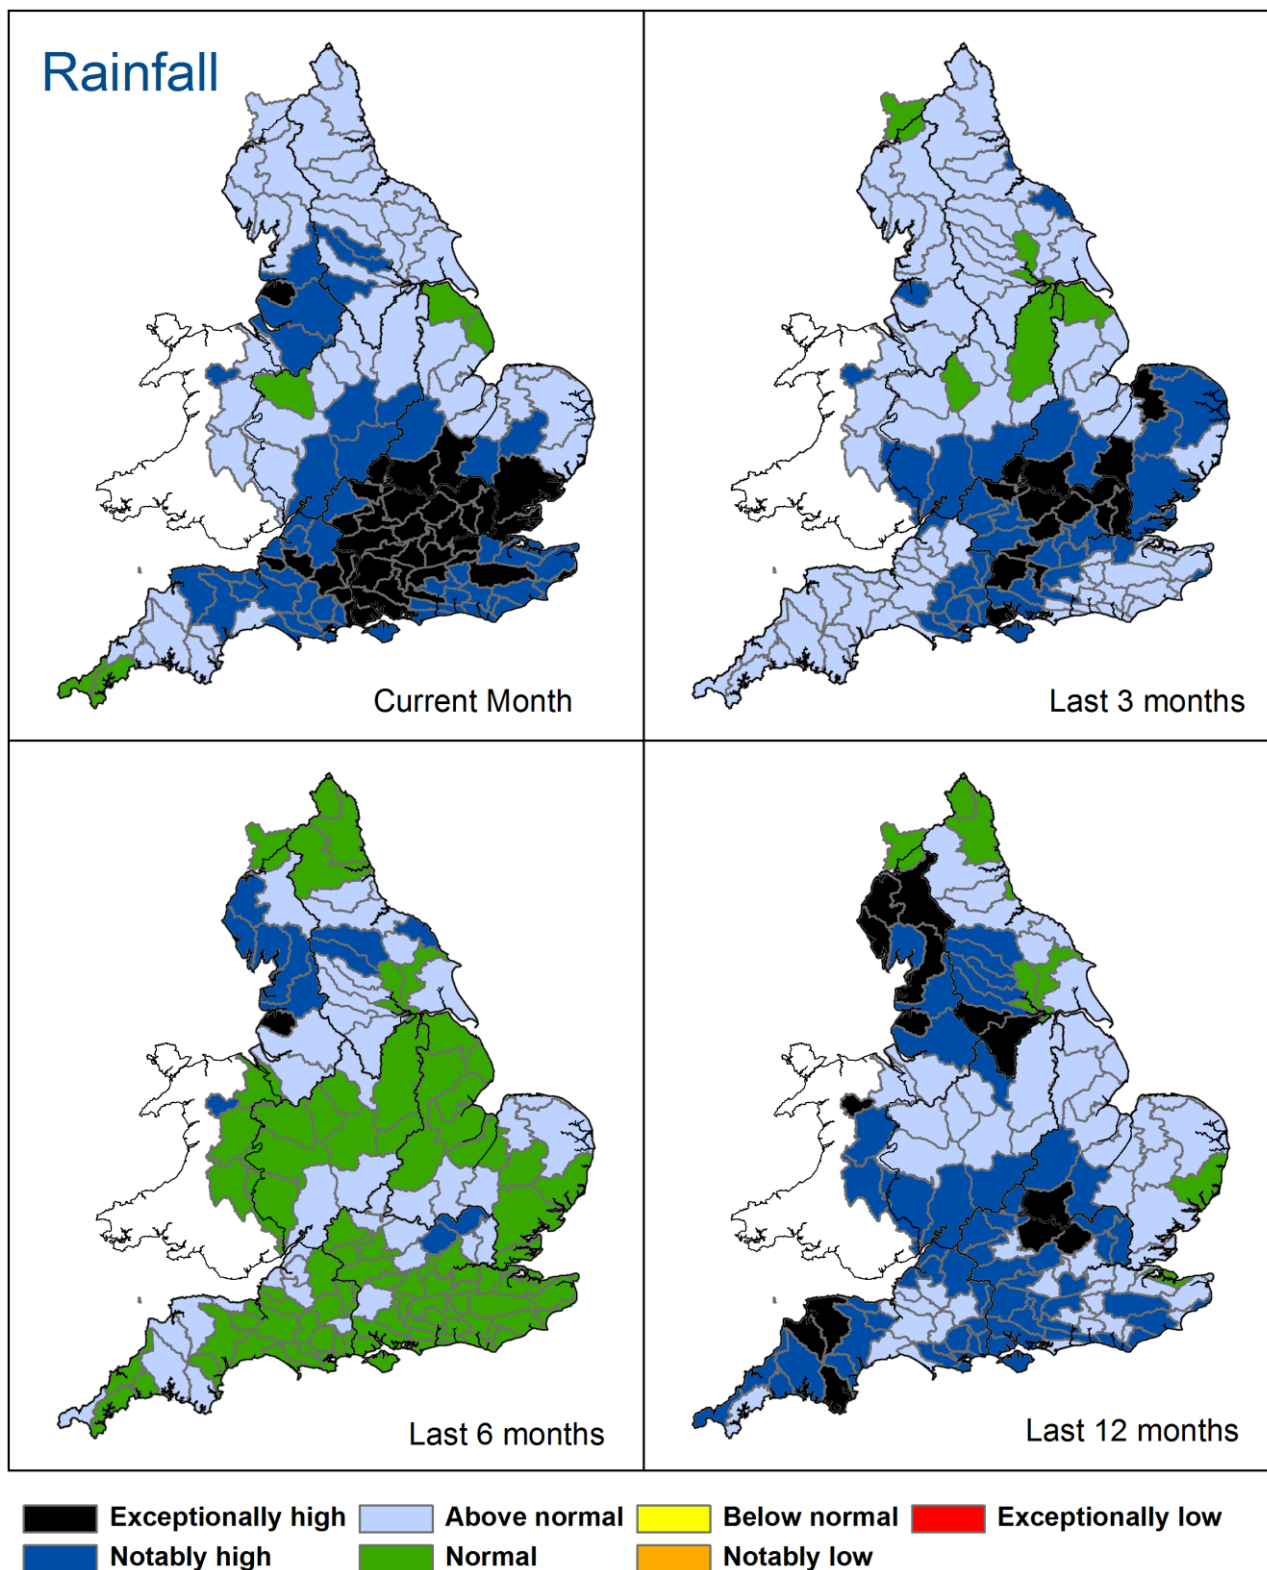 Rainfall
Current Month
Last 3 months
Last 6 months
Last 12 months
Exceptionally high
Above normal
Below normal
Exceptionally low
Notably high
Normal
Notably low